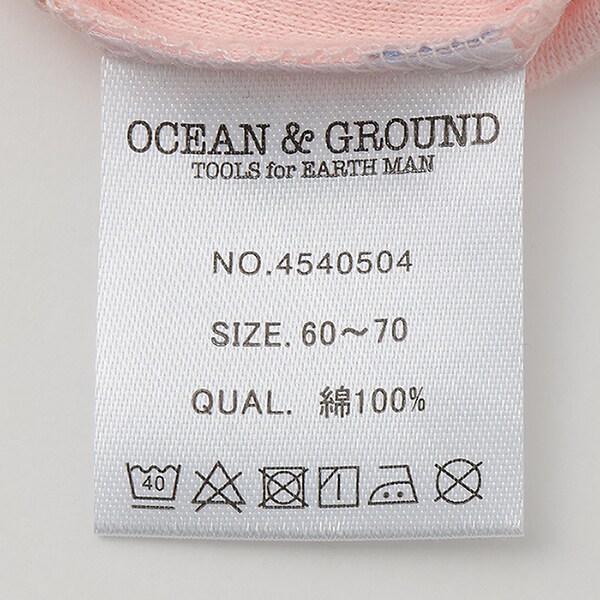 OCEAN & GROUND
TOOLS for EARTH MAN
NO.4540504
SIZE. 60～70
QUAL. 綿100%
40